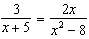 3/(x + 5) = 2x/(x² − 8)